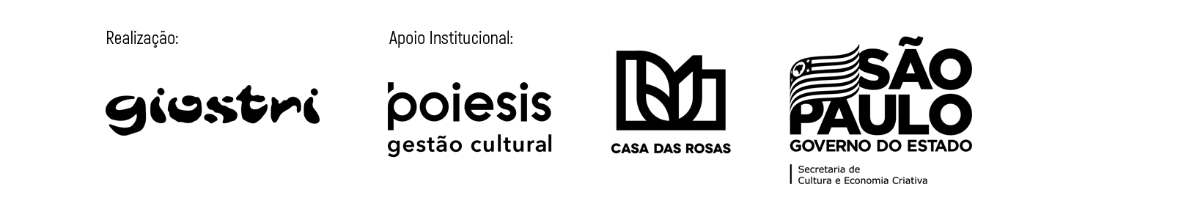 Realização:
giostri
Apoio Institucional:
poiesis
gestão cultural
CASA DAS ROSAS
SÃO
PAULO
GOVERNO DO ESTADO
Secretaria de
Cultura e Economia Criativa